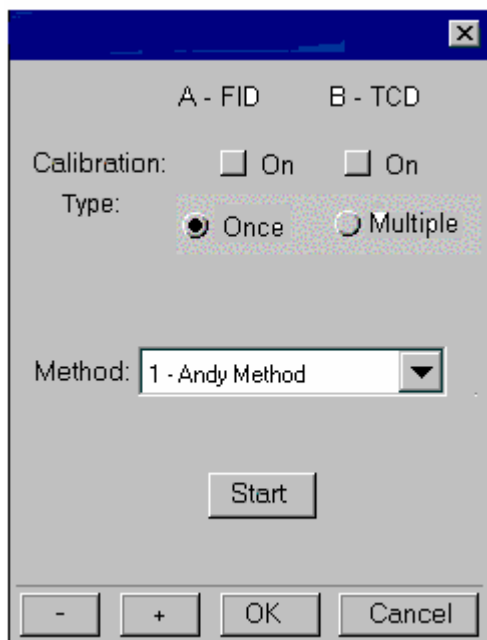 A - FID B - TCD
Calibration: On On
Type: Once Multiple
Method: 1 - Andy Method
Start
- + OK Cancel